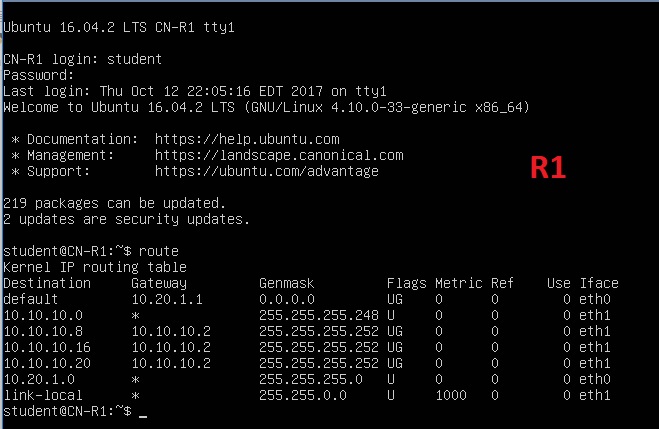 Ubuntu 16.04.2 LTS CN-R1 tty1
CN-R1 login: student
Password:
Last login: Thu Oct 12 22:05:16 EDT 2017 on tty1
Welcome to Ubuntu 16.04.2 LTS (GNU/Linux 4.10.0-33-generic x86_64)
* Documentation:  https://help.ubuntu.com
* Management:     https://landscape.canonical.com
* Support:        https://ubuntu.com/advantage
R1
219 packages can be updated.
2 updates are security updates.
student@CN-R1:~$ route
Kernel IP routing table
Destination     Gateway         Genmask         Flags Metric Ref    Use Iface
default         10.20.1.1       0.0.0.0         UG    0      0        0 eth0
10.10.10.0      *               255.255.255.248 U     0      0        0 eth1
10.10.10.8      10.10.10.2      255.255.255.252 UG    0      0        0 eth1
10.10.10.16     10.10.10.2      255.255.255.252 UG    0      0        0 eth1
10.10.10.20     10.10.10.2      255.255.255.252 UG    0      0        0 eth1
10.20.1.0       *               255.255.255.0   U     0      0        0 eth0
link-local      *               255.255.0.0     U     1000   0        0 eth1
student@CN-R1:~$ _